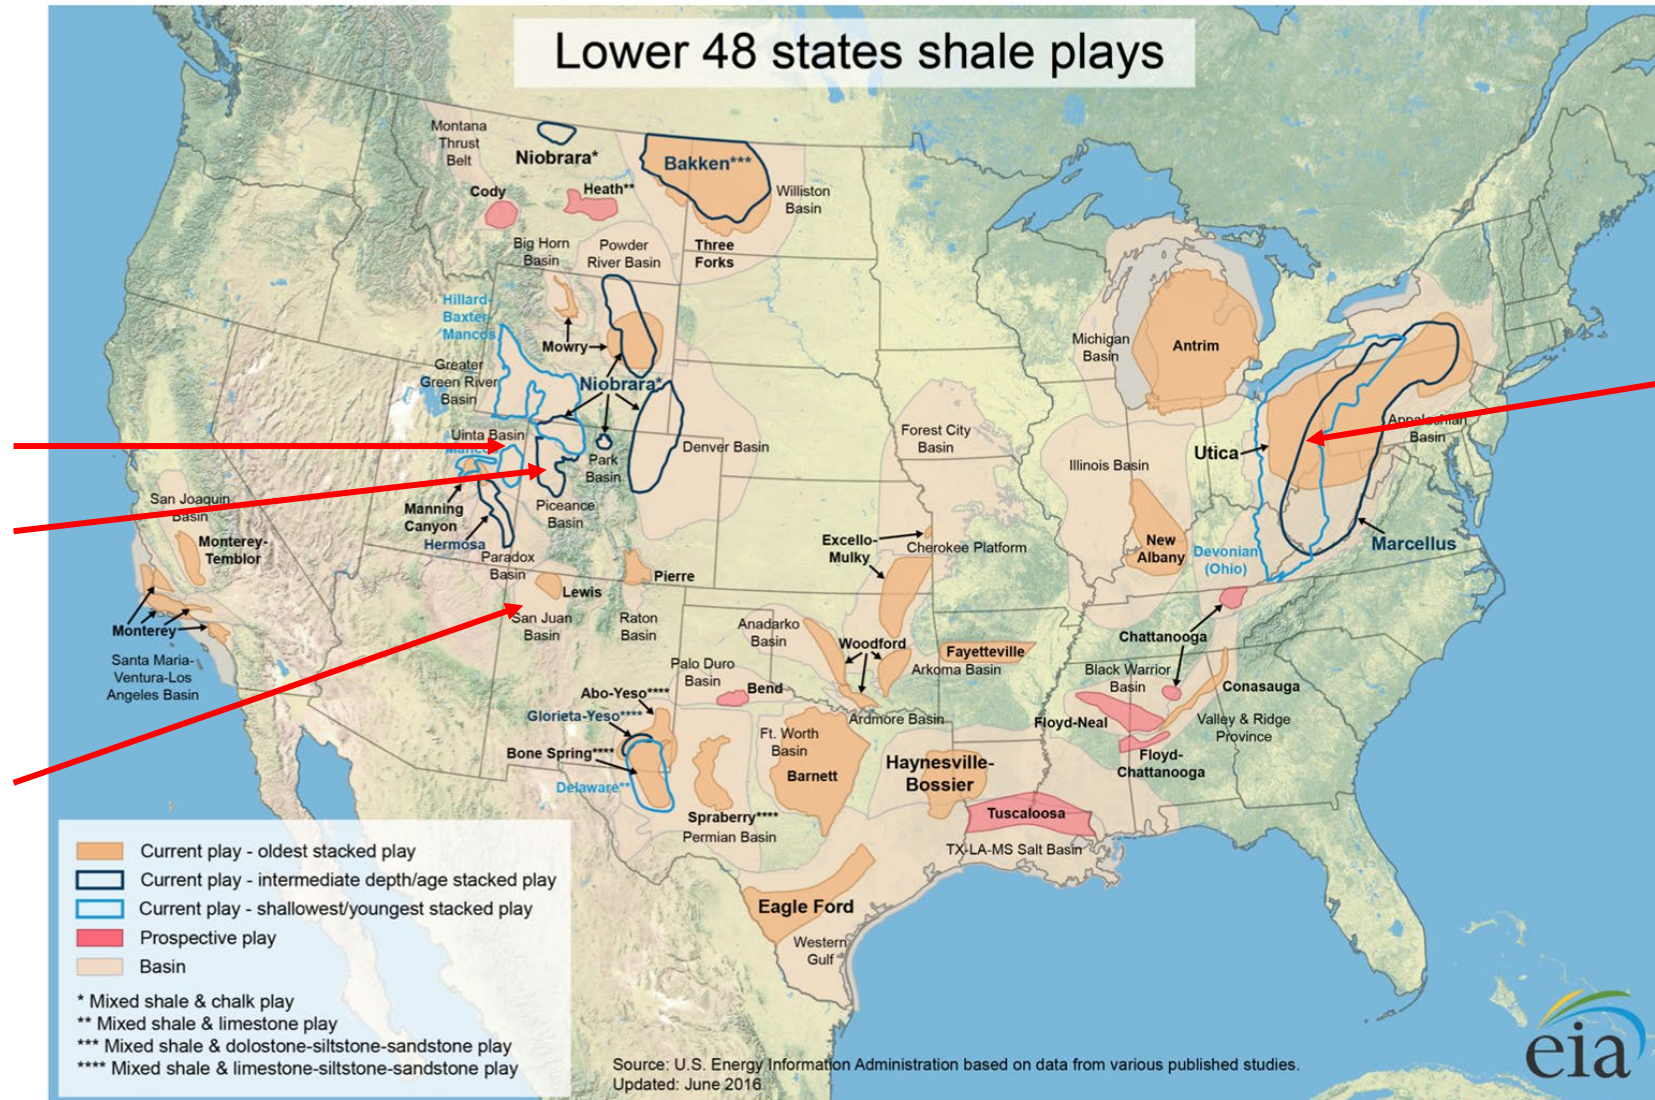 Lower 48 states shale plays
Montana
Thrust
Belt
Niobrara*
Bakken***
Cody
Heath**
Williston
Basin
Big Horn
Basin
Powder
River Basin
Three
Forks
Hillard-
Baxter-
Mancos
Mowry
Michigan
Basin
Antrim
Greater
Green River
Basin
Niobrara*
Appalachian
Basin
Uinta Basin
Mancos
Park
Basin
Denver Basin
Forest City
Basin
Illinois Basin
Utica
San Joaquin
Basin
Manning
Canyon
Piceance
Basin
Hermosa
Monterey-
Temblor
Paradox
Basin
Excello-
Mulky
Cherokee Platform
New
Albany
Devonian
(Ohio)
Marcellus
Pierre
Lewis
San Juan
Basin
Raton
Basin
Monterey
Anadarko
Basin
Woodford
Fayetteville
Arkoma Basin
Chattanooga
Santa Maria-
Ventura-Los
Angeles Basin
Palo Duro
Basin
Bend
Black Warrior
Basin
Conasauga
Abo-Yeso****
Glorieta-Yeso****
Ardmore Basin
Floyd-Neal
Valley & Ridge
Province
Bone Spring****
Ft. Worth
Basin
Barnett
Haynesville-
Bossier
Floyd-
Chattanooga
Delaware**
Spraberry****
Permian Basin
Tuscaloosa
TX-LA-MS Salt Basin
Eagle Ford
Western
Gulf
Current play - oldest stacked play
Current play - intermediate depth/age stacked play
Current play - shallowest/youngest stacked play
Prospective play
Basin
* Mixed shale & chalk play
** Mixed shale & limestone play
*** Mixed shale & dolostone-siltstone-sandstone play
**** Mixed shale & limestone-siltstone-sandstone play
Source: U.S. Energy Information Administration based on data from various published studies.
Updated: June 2016
eia